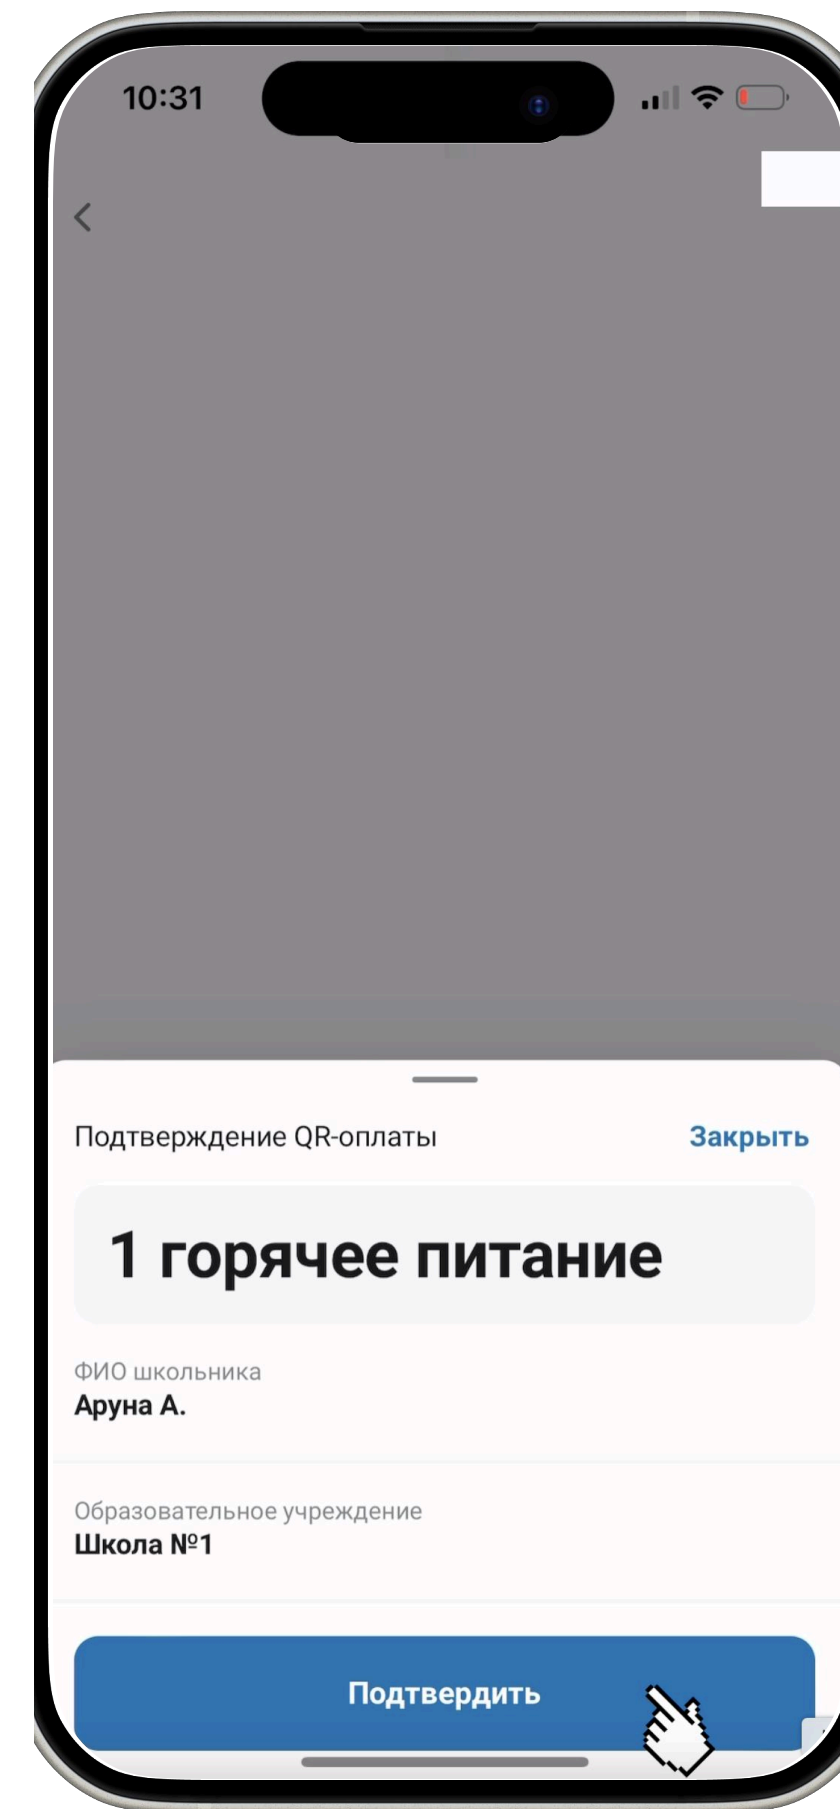 10:31
Подтверждение QR-оплаты
Закрыть
1 горячее питание
ФИО школьника
Аруна А.
Образовательное учреждение
Школа №1
Подтвердить